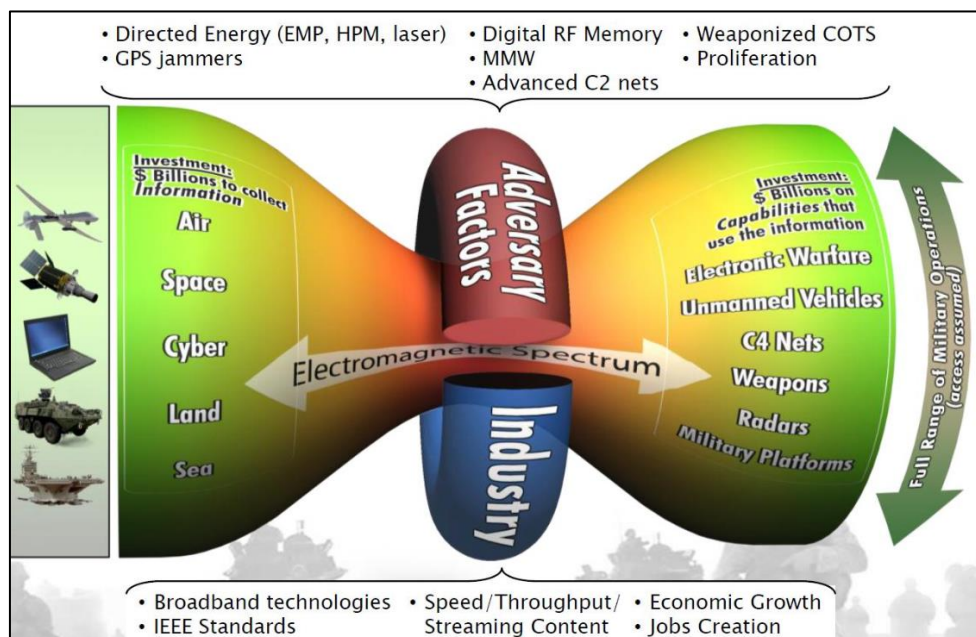 • Directed Energy (EMP, HPM, laser)
• GPS jammers
• Digital RF Memory
• MMW
• Advanced C2 nets
• Weaponized COTS
• Proliferation
Investment:
$ Billions to collect
Information
Air
Space
Cyber
Land
Sea
Adversary
Factors
Electromagnetic Spectrum
Industry
Investment:
$ Billions on
Capabilities that
use the information
Electronic Warfare
Unmanned Vehicles
C4 Nets
Weapons
Radars
Military Platforms
Full Range of Military Operations
(access assumed)
• Broadband technologies
• IEEE Standards
• Speed/Throughput/
Streaming Content
• Economic Growth
• Jobs Creation